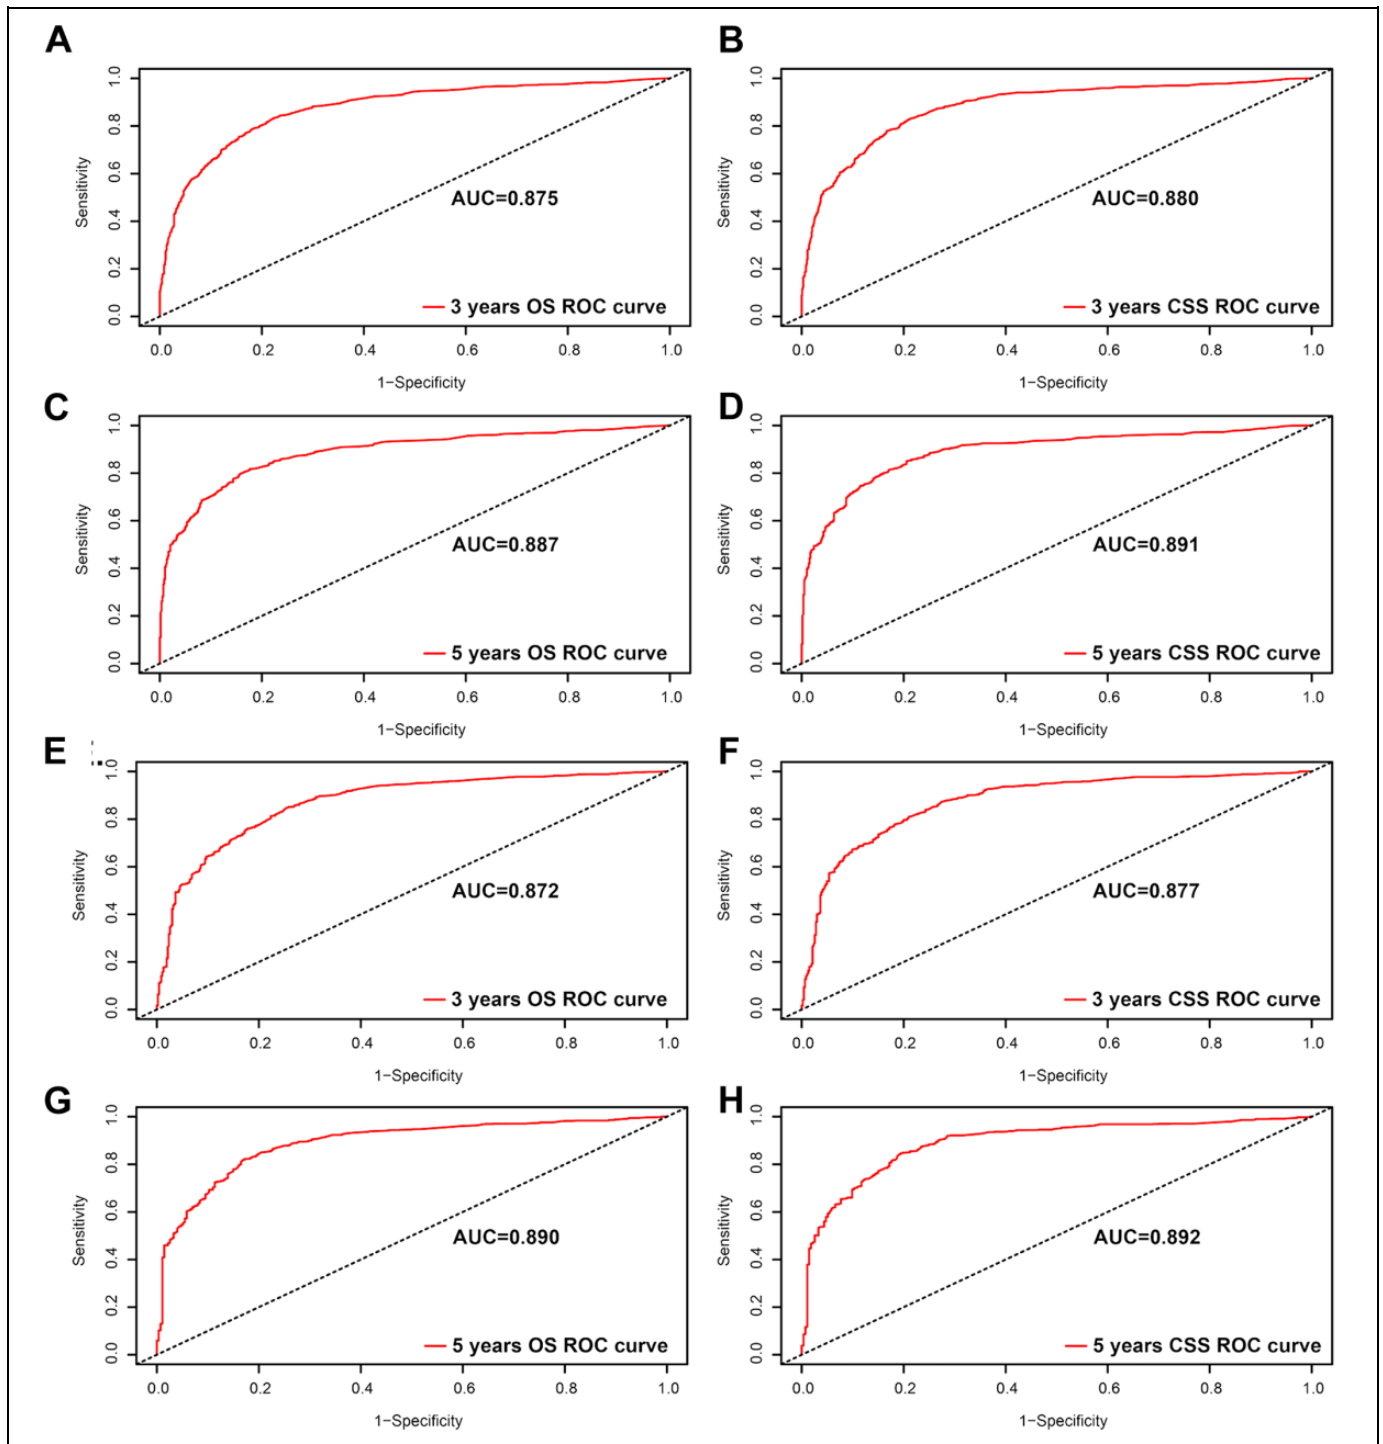 A
B
1.0
0.8
0.6
0.4
0.2
0.0
Sensitivity
AUC=0.875
3 years OS ROC curve
0.0 0.2 0.4 0.6 0.8 1.0
1−Specificity
1.0
0.8
0.6
0.4
0.2
0.0
Sensitivity
AUC=0.880
3 years CSS ROC curve
0.0 0.2 0.4 0.6 0.8 1.0
1−Specificity
C
D
1.0
0.8
0.6
0.4
0.2
0.0
Sensitivity
AUC=0.887
5 years OS ROC curve
0.0 0.2 0.4 0.6 0.8 1.0
1−Specificity
1.0
0.8
0.6
0.4
0.2
0.0
Sensitivity
AUC=0.891
5 years CSS ROC curve
0.0 0.2 0.4 0.6 0.8 1.0
1−Specificity
E
F
1.0
0.8
0.6
0.4
0.2
0.0
Sensitivity
AUC=0.872
3 years OS ROC curve
0.0 0.2 0.4 0.6 0.8 1.0
1−Specificity
1.0
0.8
0.6
0.4
0.2
0.0
Sensitivity
AUC=0.877
3 years CSS ROC curve
0.0 0.2 0.4 0.6 0.8 1.0
1−Specificity
G
H
1.0
0.8
0.6
0.4
0.2
0.0
Sensitivity
AUC=0.890
5 years OS ROC curve
0.0 0.2 0.4 0.6 0.8 1.0
1−Specificity
1.0
0.8
0.6
0.4
0.2
0.0
Sensitivity
AUC=0.892
5 years CSS ROC curve
0.0 0.2 0.4 0.6 0.8 1.0
1−Specificity